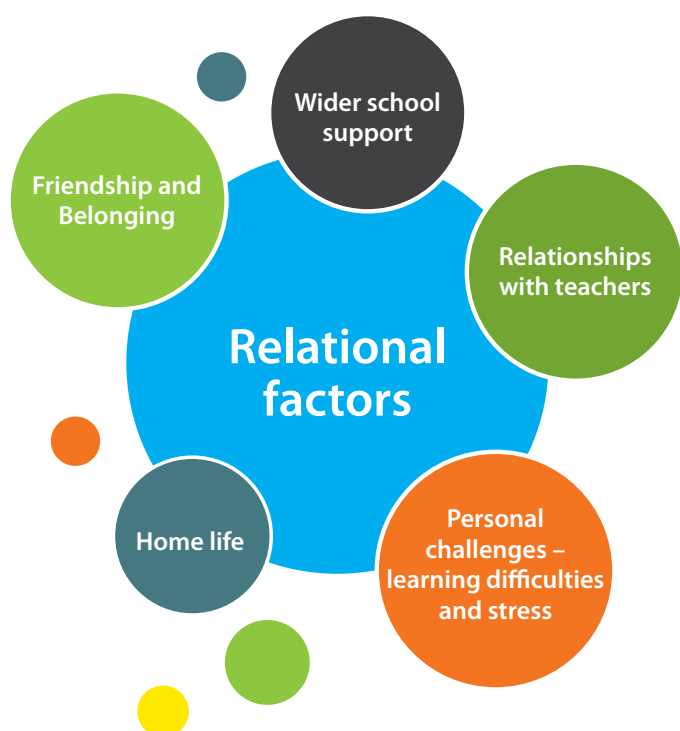 Wider school
support
Friendship and
Belonging
Relationships
with teachers
Relational
factors
Personal
challenges –
learning difficulties
and stress
Home life